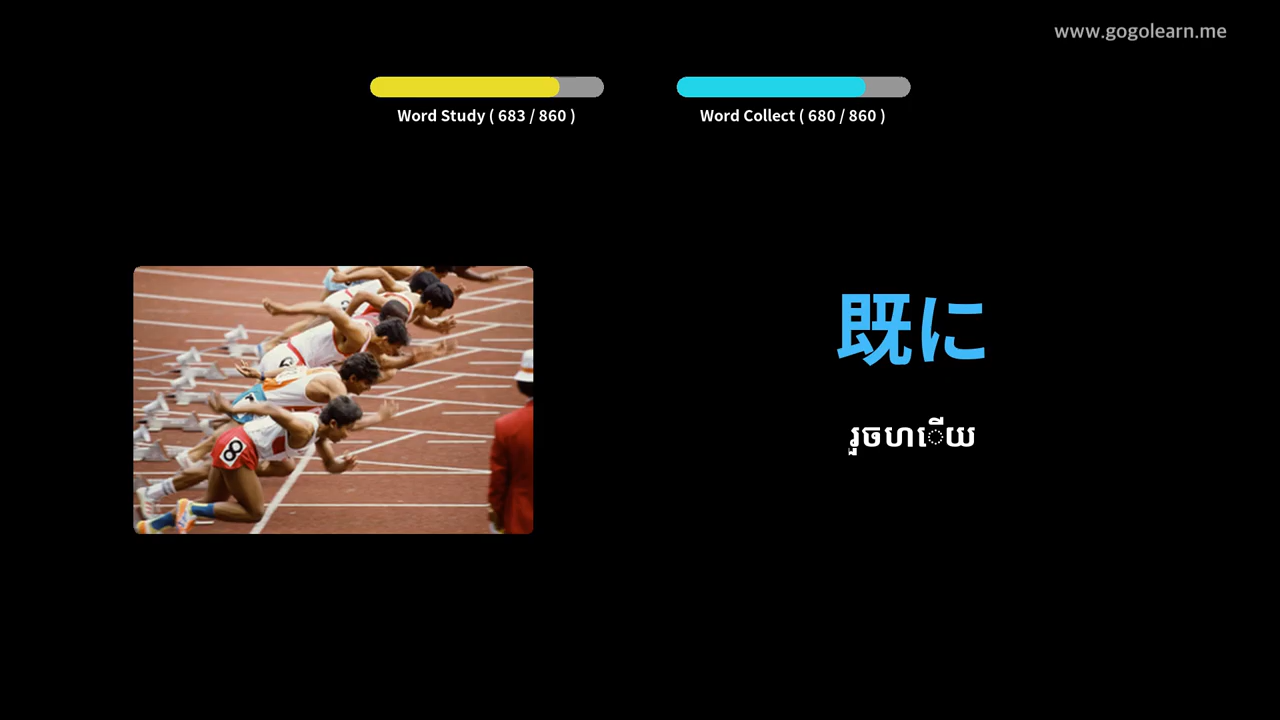 www.gogolearn.me
Word Study ( 683 / 860 )
Word Collect ( 680 / 860 )
8
既に
រួចហើយ